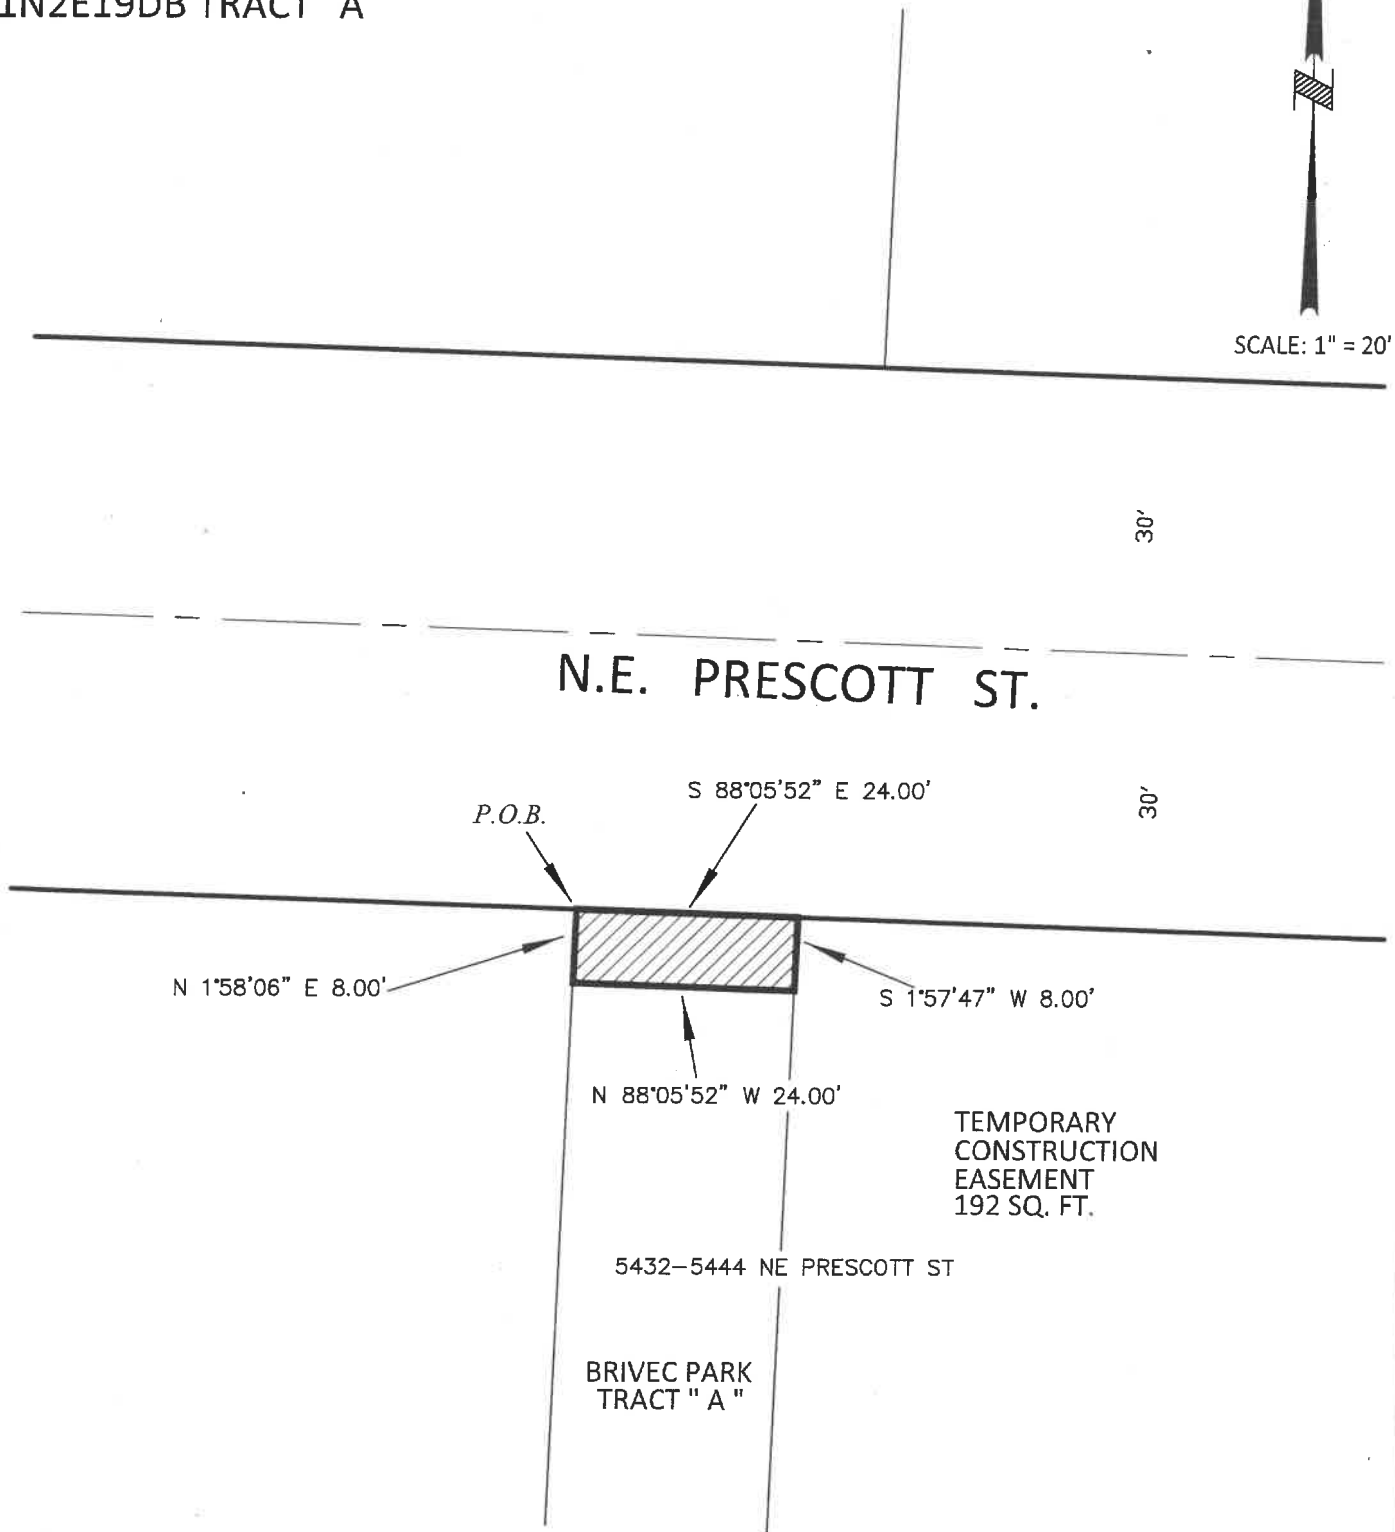 1N2E19DB TRACT "A"
SCALE: 1" = 20'
30'
N.E. PRESCOTT ST.
S 88°05'52" E 24.00'
30'
P.O.B.
N 1°58'06" E 8.00'
S 1°57'47" W 8.00'
N 88°05'52" W 24.00'
TEMPORARY
CONSTRUCTION
EASEMENT
192 SQ. FT.
5432-5444 NE PRESCOTT ST
BRIVEC PARK
TRACT " A "